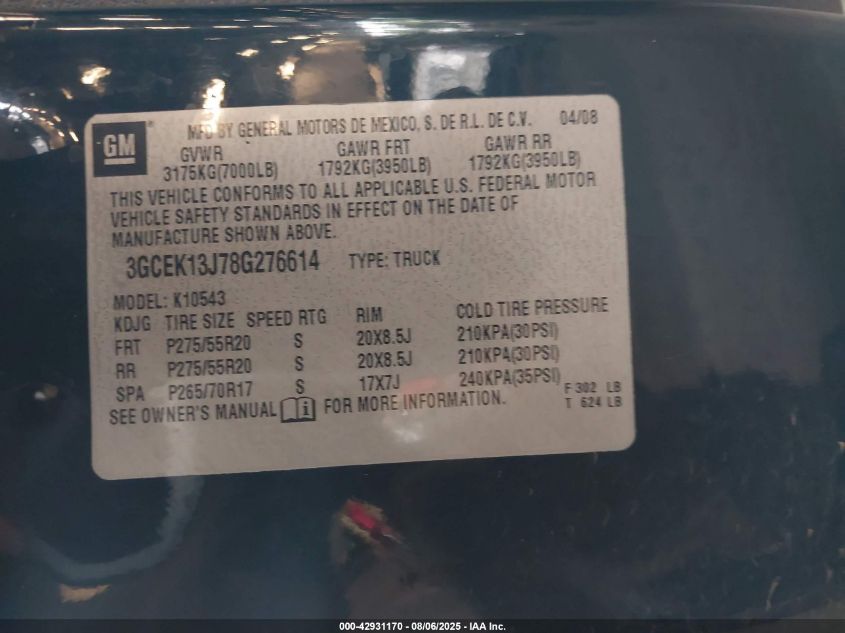 GM ® MFD BY GENERAL MOTORS DE MEXICO, S. DE R.L. DE C.V. 04/08
GVWR GAWR FRT GAWR RR
3175KG(7000LB) 1792KG(3950LB) 1792KG(3950LB)
THIS VEHICLE CONFORMS TO ALL APPLICABLE U.S. FEDERAL MOTOR
VEHICLE SAFETY STANDARDS IN EFFECT ON THE DATE OF
MANUFACTURE SHOWN ABOVE.
3GCEK13J78G276614 TYPE: TRUCK
MODEL: K10543
KDJG TIRE SIZE SPEED RTG RIM COLD TIRE PRESSURE
FRT P275/55R20 S 20X8.5J 210KPA(30PSI)
RR P275/55R20 S 20X8.5J 210KPA(30PSI)
SPA P265/70R17 S 17X7J 240KPA(35PSI) F 302 LB
SEE OWNER'S MANUAL i FOR MORE INFORMATION. T 624 LB
000-42931170 - 08/06/2025 - IAA Inc.